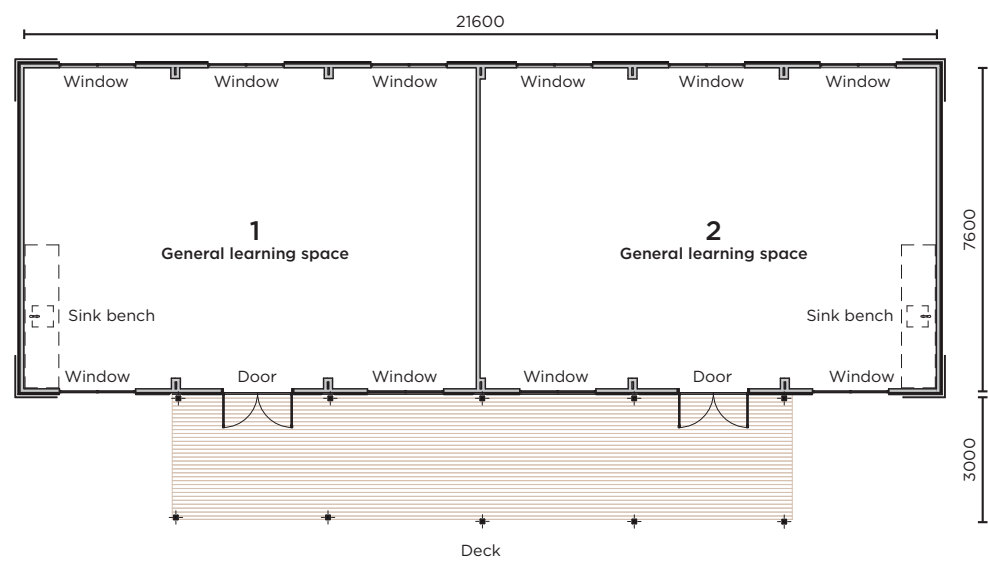 21600
Window Window Window Window Window Window
7600
1
General learning space
2
General learning space
Sink bench Sink bench
Window Door Window Window Door Window
3000
Deck